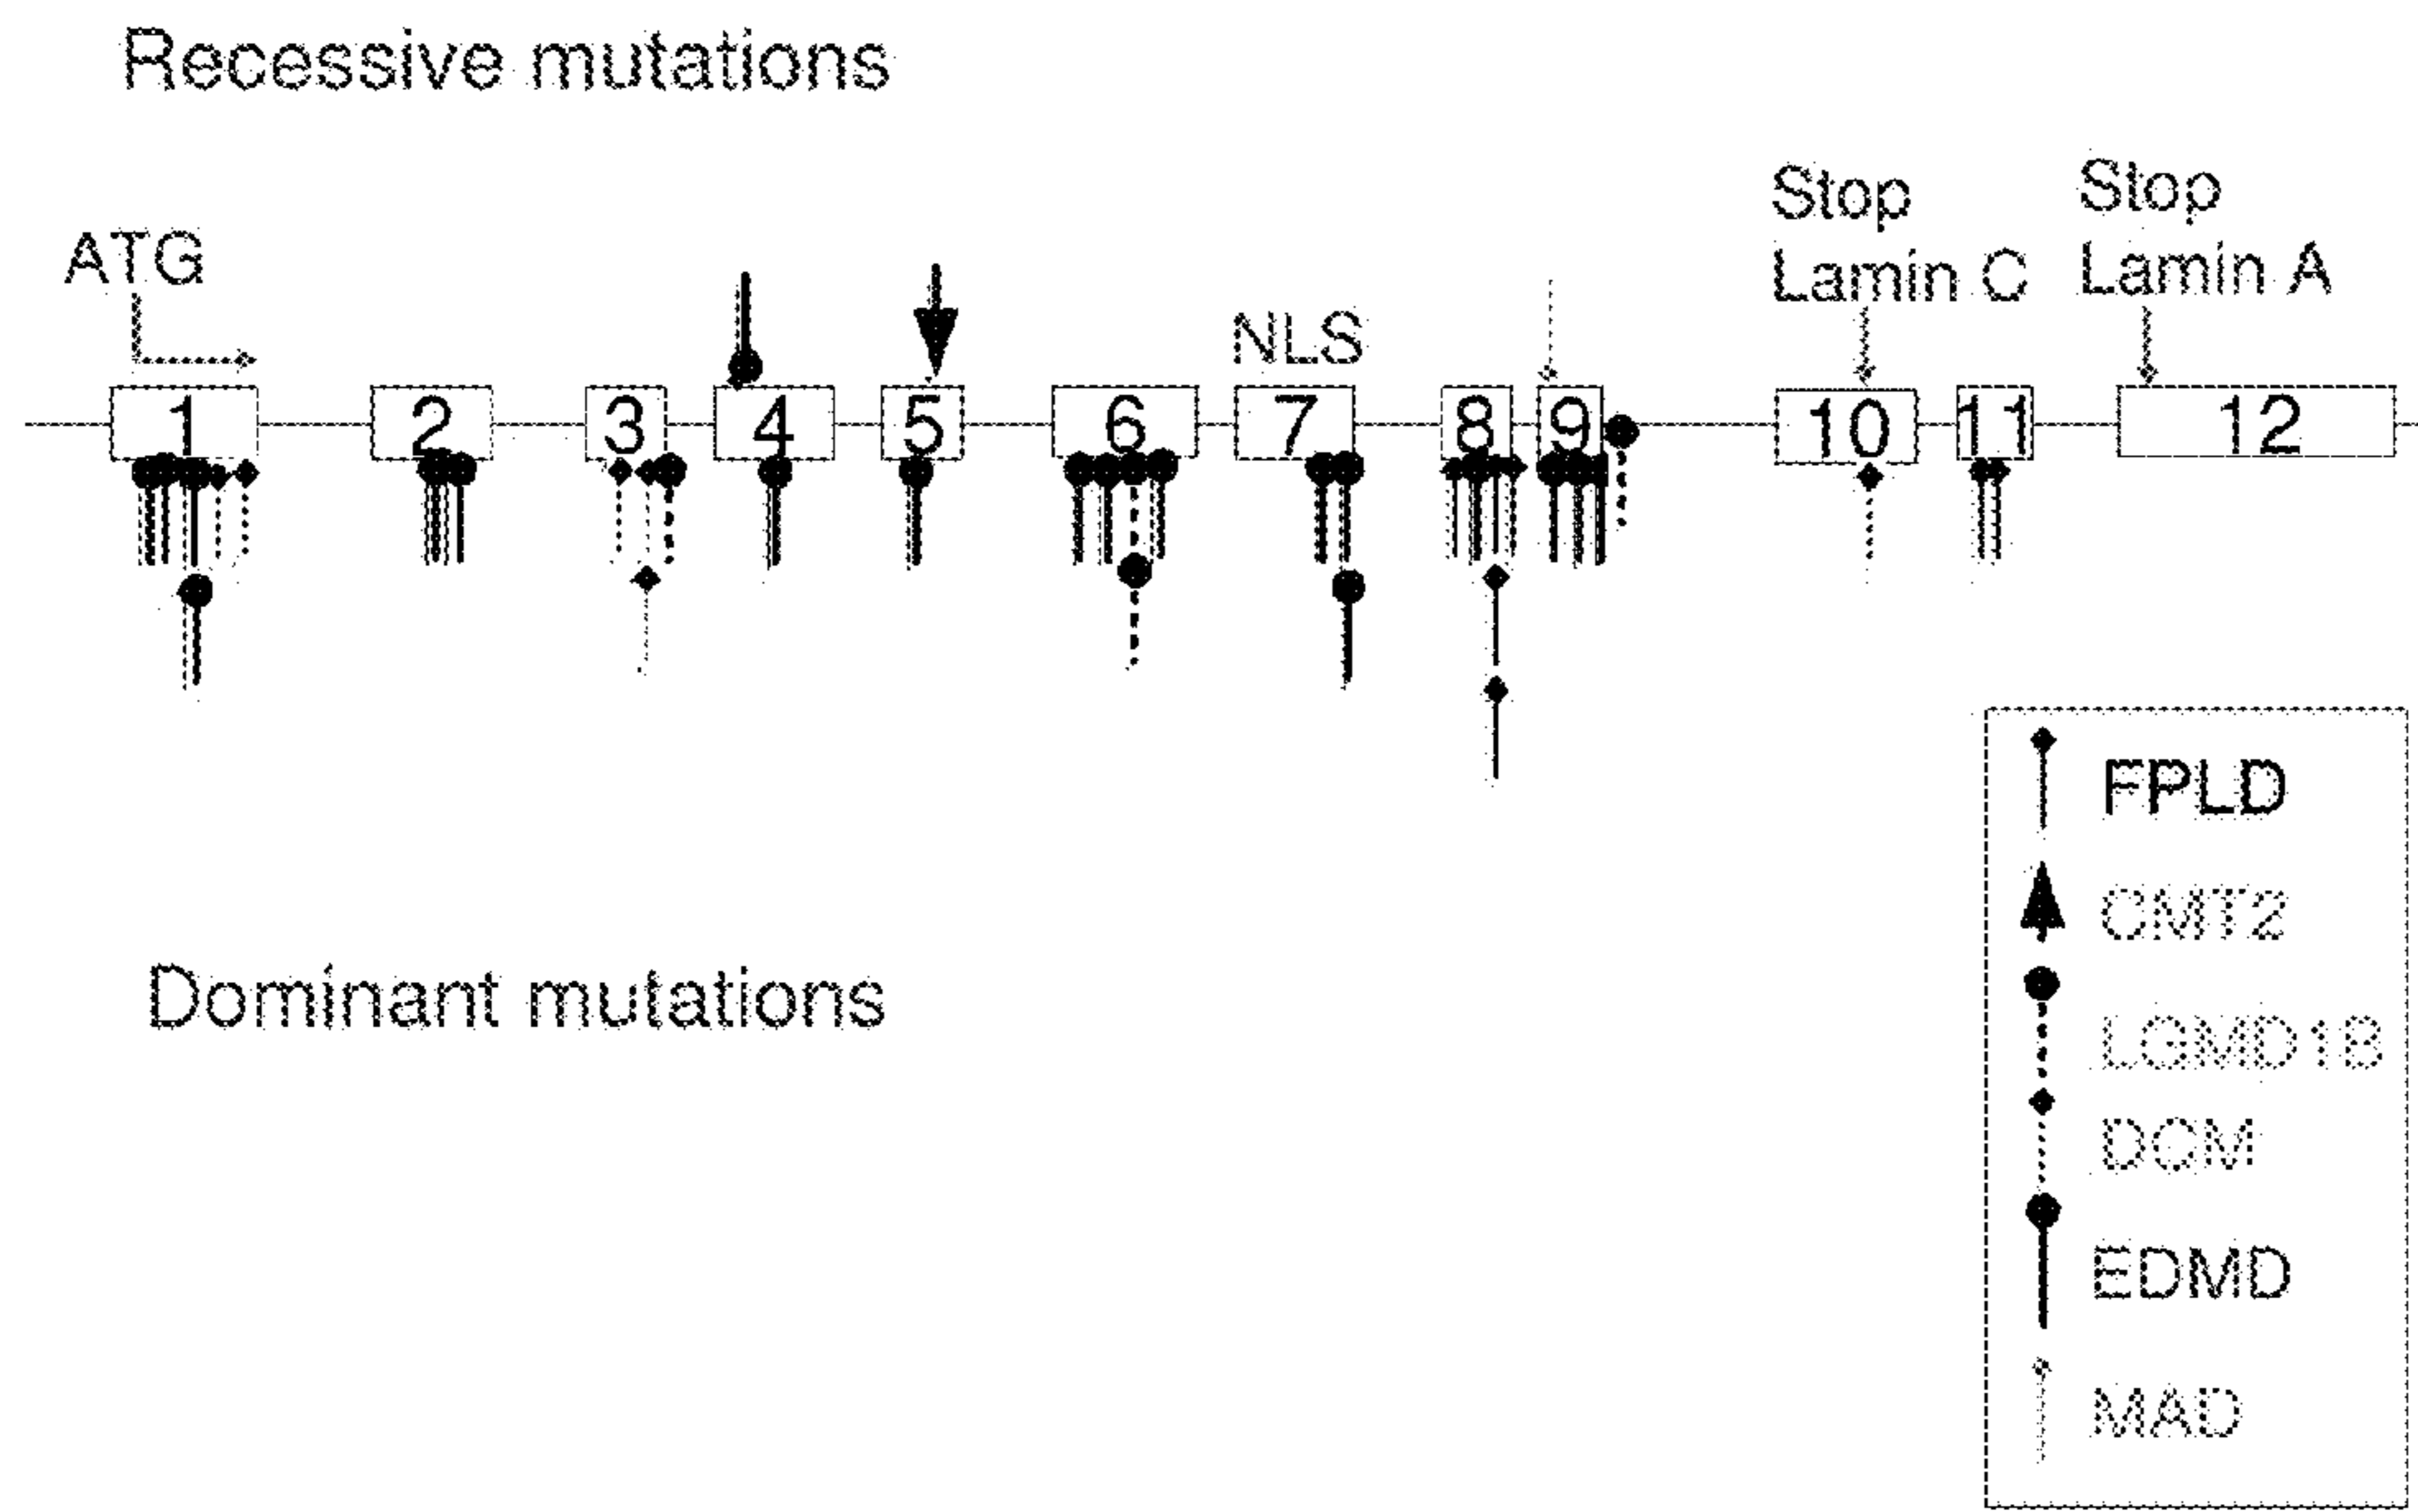 Recessive mutations
Stop
Lamin C
Stop
Lamin A
ATG
NLS
1 2 3 4 5 6 7 8 9 10 11 12
Dominant mutations
FPLD
CMT2
LGMD1B
DCM
EDMD
MAD